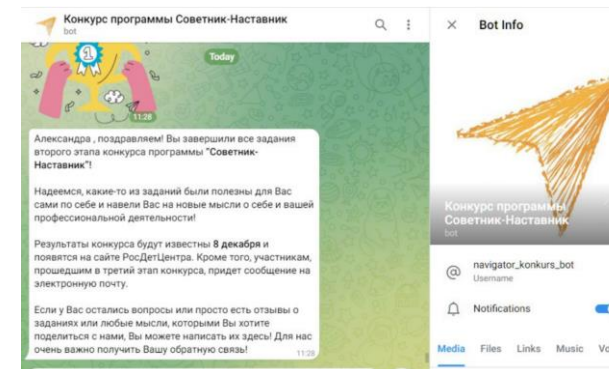 Конкурс программы Советник-Наставник
bot
Today
1
11:28
Александра , поздравляем! Вы завершили все задания
второго этапа конкурса программы "Советник-
Наставник"!
Надеемся, какие-то из заданий были полезны для Вас
сами по себе и навели Вас на новые мысли о себе и вашей
профессиональной деятельности!
Результаты конкурса будут известны 8 декабря и
появятся на сайте РосДетЦентра. Кроме того, участникам,
прошедшим в третий этап конкурса, придет сообщение на
электронную почту.
Если у Вас остались вопросы или просто есть отзывы о
заданиях или любые мысли, которыми Вы хотите
поделиться с нами, Вы можете написать их здесь! Для нас
очень важно получить Вашу обратную связь!
11:28
Bot Info
Конкурс программы
Советник-Наставник
bot
navigator_konkurs_bot
Username
Notifications
Media Files Links Music